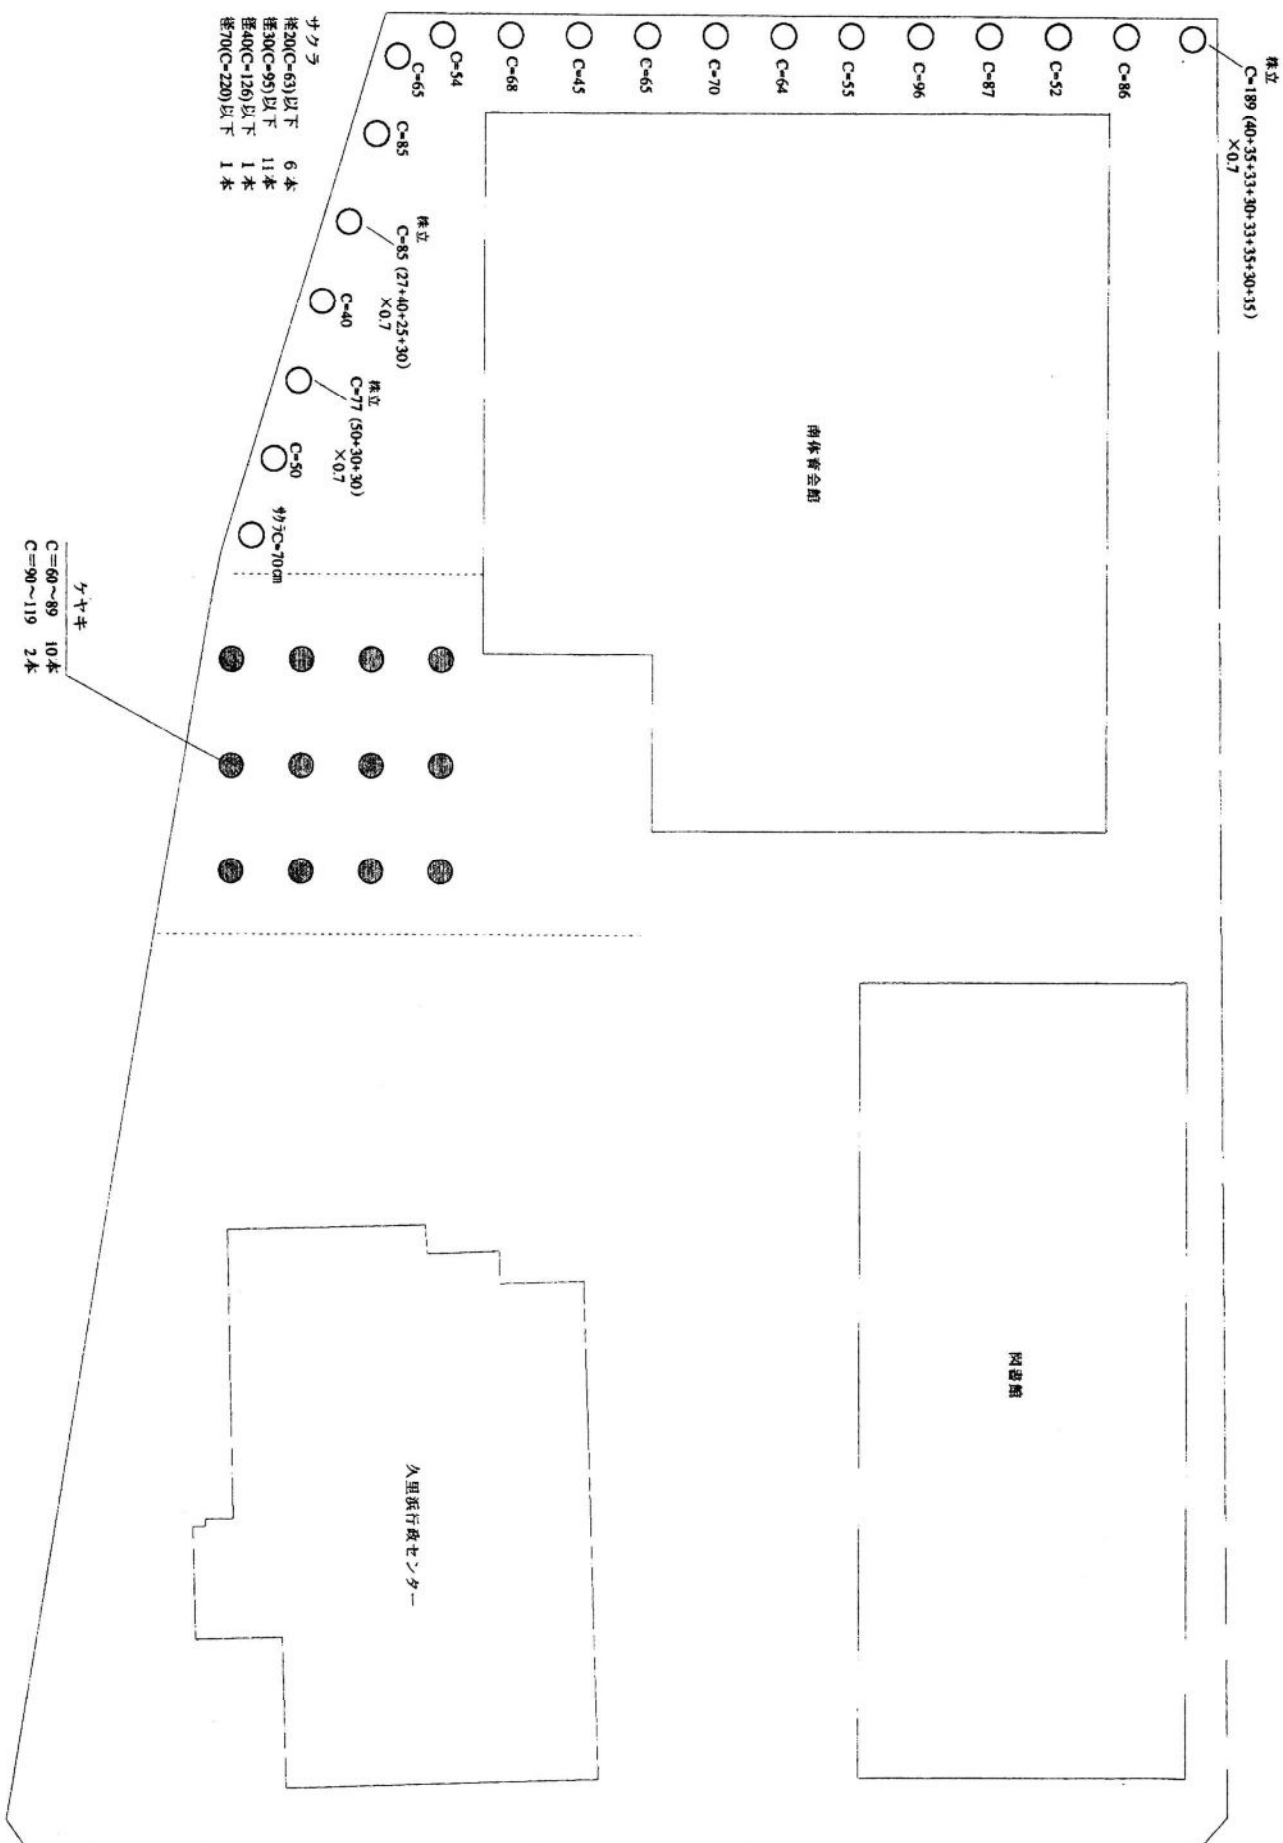 株立
C=189 (40+35+33+30+33+35+30+35)
×0.7
C=86
C=52
C=87
C=96
C=55
C=64
C=70
C=65
C=45
C=68
C=54
C=65
C=85
株立
C=85 (27+40+25+30)
×0.7
C=40
株立
C=77 (50+30+30)
×0.7
C=50
ｻｸﾗC=70cm
サクラ
径20(C=63)以下 6本
径30(C=95)以下 11本
径40(C=126)以下 1本
径70(C=220)以下 1本
ケヤキ
C=60～89 10本
C=90～119 2本
南体育会館
図書館
久里浜行政センター